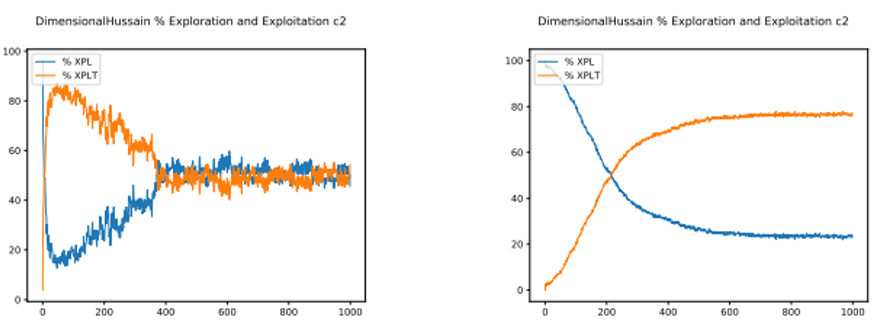 DimensionalHussain % Exploration and Exploitation c2
100
80
60
40
20
0
% XPL
% XPLT
0 200 400 600 800 1000
DimensionalHussain % Exploration and Exploitation c2
100
80
60
40
20
0
% XPL
% XPLT
0 200 400 600 800 1000